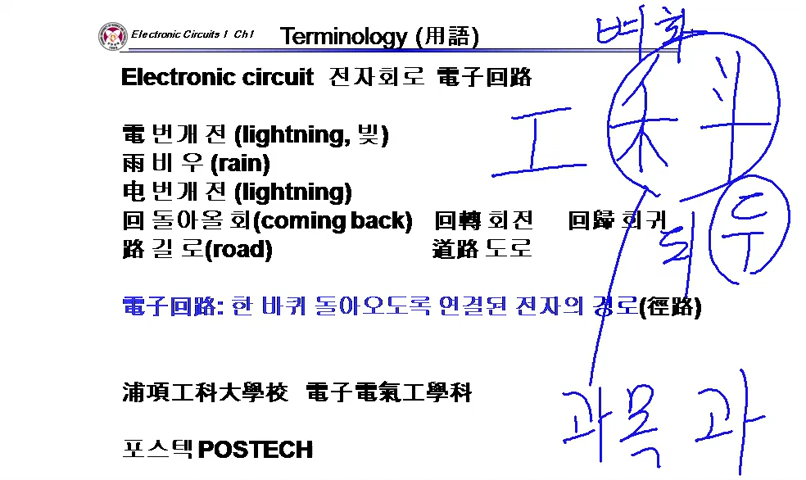 Electronic Circuits 1 Ch1
Terminology (用語)
Electronic circuit 전자회로 電子回路
電 번개 전 (lightning, 빛)
雨 비 우 (rain)
电 번개 전 (lightning)
回 돌아올 회(coming back) 回轉 회전 回歸 회귀
路 길 로(road) 道路 도로
電子回路: 한 바퀴 돌아오도록 연결된 전자의 경로(徑路)
浦項工科大學校 電子電氣工學科
포스텍 POSTECH
벼 화
工 禾 斗
되 두
과목 과